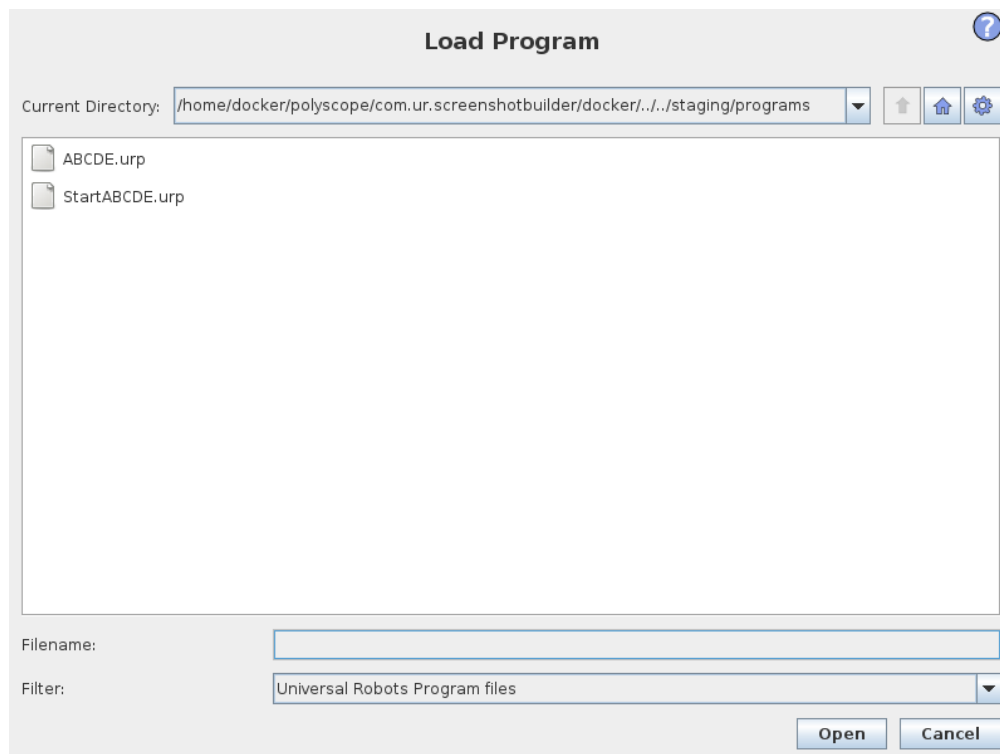 Load Program
?
Current Directory: /home/docker/polyscope/com.ur.screenshotbuilder/docker/../../staging/programs
ABCDE.urp
StartABCDE.urp
Filename:
Filter: Universal Robots Program files
Open Cancel